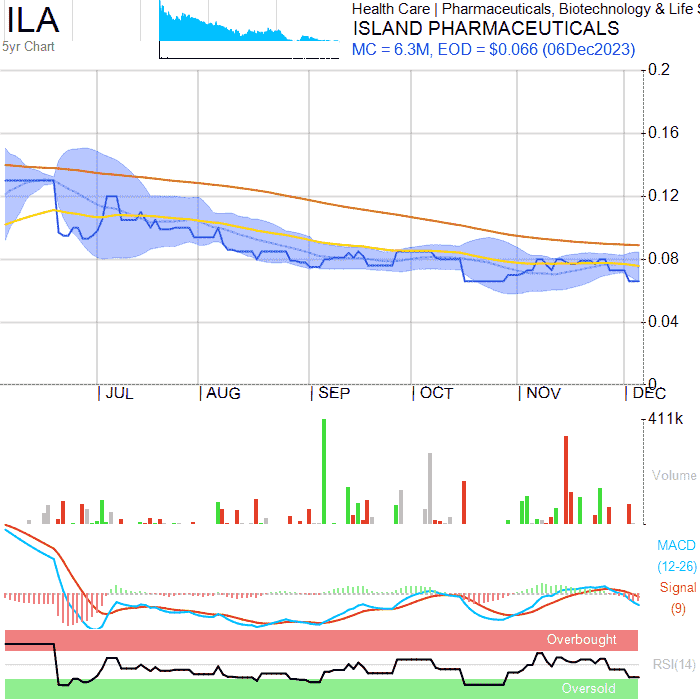 ILA
5yr Chart
Health Care | Pharmaceuticals, Biotechnology & Life S
ISLAND PHARMACEUTICALS
MC = 6.3M, EOD = $0.066 (06Dec2023)
0.2
0.16
0.12
0.08
0.04
0
JUL AUG SEP OCT NOV DEC
411k
Volume
MACD
(12-26)
Signal
(9)
Overbought
RSI(14)
Oversold